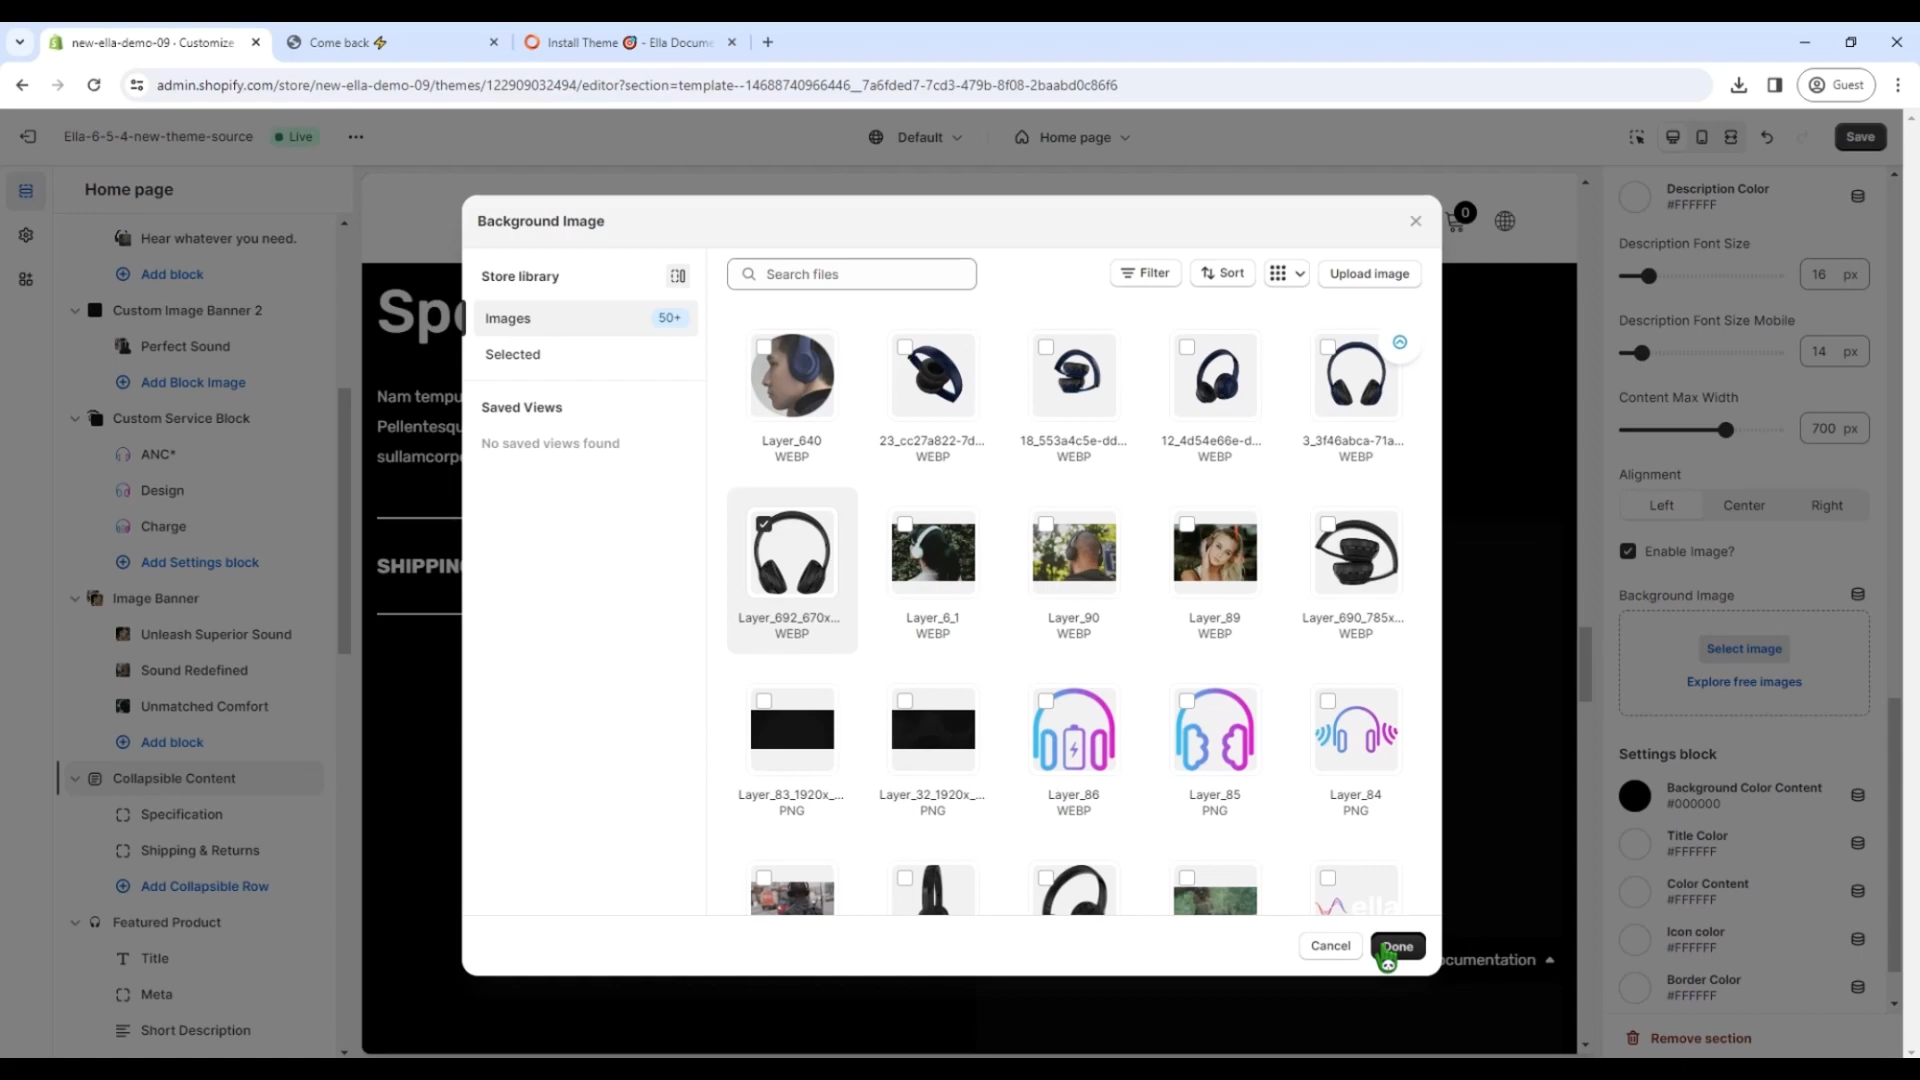 new-ella-demo-09 - Customize
Come back ⚡
Install Theme 🎯 - Ella Docume
admin.shopify.com/store/new-ella-demo-09/themes/122909032494/editor?section=template--14688740966446__7a6fded7-7cd3-479b-8f08-2baabd0c86f6
Guest
Ella-6-5-4-new-theme-source
Live
Default
Home page
Save
Home page
Hear whatever you need.
Add block
Custom Image Banner 2
Perfect Sound
Add Block Image
Custom Service Block
ANC*
Design
Charge
Add Settings block
Image Banner
Unleash Superior Sound
Sound Redefined
Unmatched Comfort
Add block
Collapsible Content
Specification
Shipping & Returns
Add Collapsible Row
Featured Product
Title
Meta
Short Description
Spe
Nam tempu
Pellentesqu
sullamcorpe
SHIPPING
0
ocumentation
Background Image
Store library
Images
50+
Selected
Saved Views
No saved views found
Search files
Filter
Sort
Upload image
Layer_640
WEBP
23_cc27a822-7d...
WEBP
18_553a4c5e-dd...
WEBP
12_4d54e66e-d...
WEBP
3_3f46abca-71a...
WEBP
Layer_692_670x...
WEBP
Layer_6_1
WEBP
Layer_90
WEBP
Layer_89
WEBP
Layer_690_785x...
WEBP
Layer_83_1920x_...
PNG
Layer_32_1920x_...
PNG
Layer_86
WEBP
Layer_85
PNG
Layer_84
PNG
ella
Cancel
Done
Description Color
#FFFFFF
Description Font Size
16 px
Description Font Size Mobile
14 px
Content Max Width
700 px
Alignment
Left
Center
Right
Enable Image?
Background Image
Select image
Explore free images
Settings block
Background Color Content
#000000
Title Color
#FFFFFF
Color Content
#FFFFFF
Icon color
#FFFFFF
Border Color
#FFFFFF
Remove section